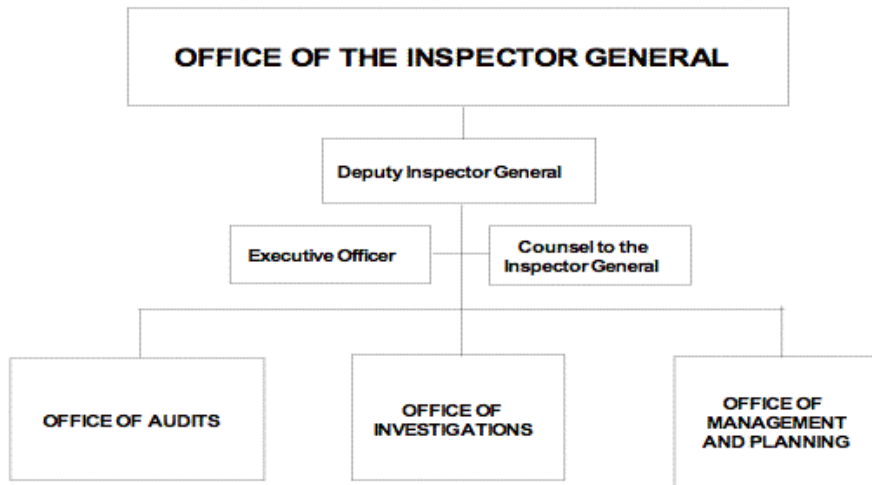 OFFICE OF THE INSPECTOR GENERAL
Deputy Inspector General
Executive Officer
Counsel to the
Inspector General
OFFICE OF AUDITS
OFFICE OF
INVESTIGATIONS
OFFICE OF
MANAGEMENT
AND PLANNING